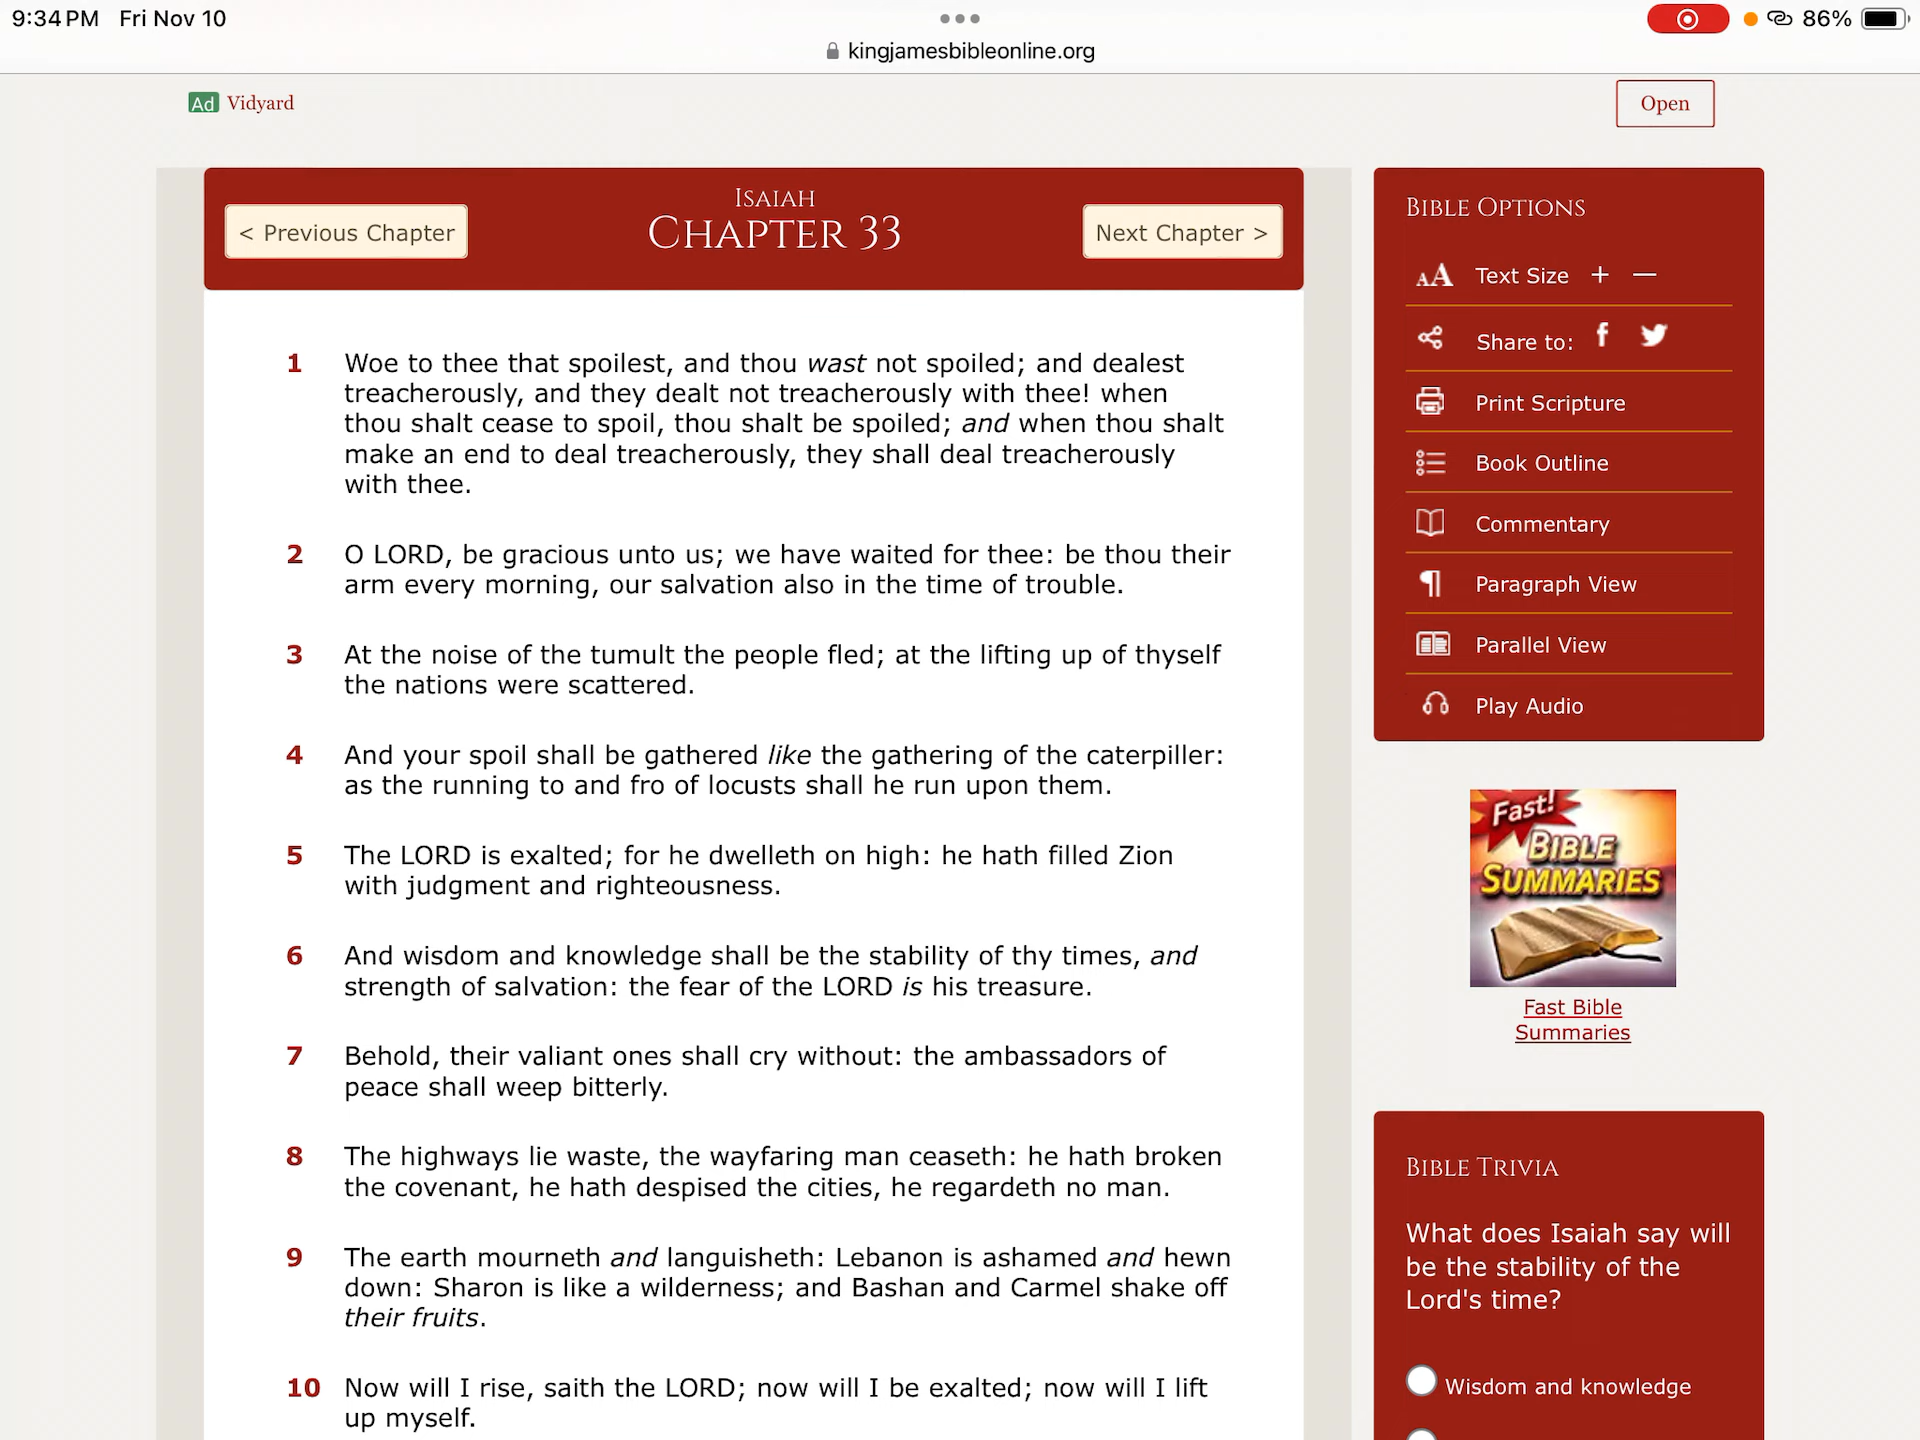 9:34 PM Fri Nov 10
86%
kingjamesbibleonline.org
Ad Vidyard
Open
< Previous Chapter
Isaiah
Chapter 33
Next Chapter >
1 Woe to thee that spoilest, and thou wast not spoiled; and dealest
treacherously, and they dealt not treacherously with thee! when
thou shalt cease to spoil, thou shalt be spoiled; and when thou shalt
make an end to deal treacherously, they shall deal treacherously
with thee.
2 O LORD, be gracious unto us; we have waited for thee: be thou their
arm every morning, our salvation also in the time of trouble.
3 At the noise of the tumult the people fled; at the lifting up of thyself
the nations were scattered.
4 And your spoil shall be gathered like the gathering of the caterpiller:
as the running to and fro of locusts shall he run upon them.
5 The LORD is exalted; for he dwelleth on high: he hath filled Zion
with judgment and righteousness.
6 And wisdom and knowledge shall be the stability of thy times, and
strength of salvation: the fear of the LORD is his treasure.
7 Behold, their valiant ones shall cry without: the ambassadors of
peace shall weep bitterly.
8 The highways lie waste, the wayfaring man ceaseth: he hath broken
the covenant, he hath despised the cities, he regardeth no man.
9 The earth mourneth and languisheth: Lebanon is ashamed and hewn
down: Sharon is like a wilderness; and Bashan and Carmel shake off
their fruits.
10 Now will I rise, saith the LORD; now will I be exalted; now will I lift
up myself.
Bible Options
AA Text Size + —
Share to: f
Print Scripture
Book Outline
Commentary
¶ Paragraph View
Parallel View
Play Audio
Fast!
BIBLE
SUMMARIES
Fast Bible
Summaries
Bible Trivia
What does Isaiah say will
be the stability of the
Lord's time?
Wisdom and knowledge